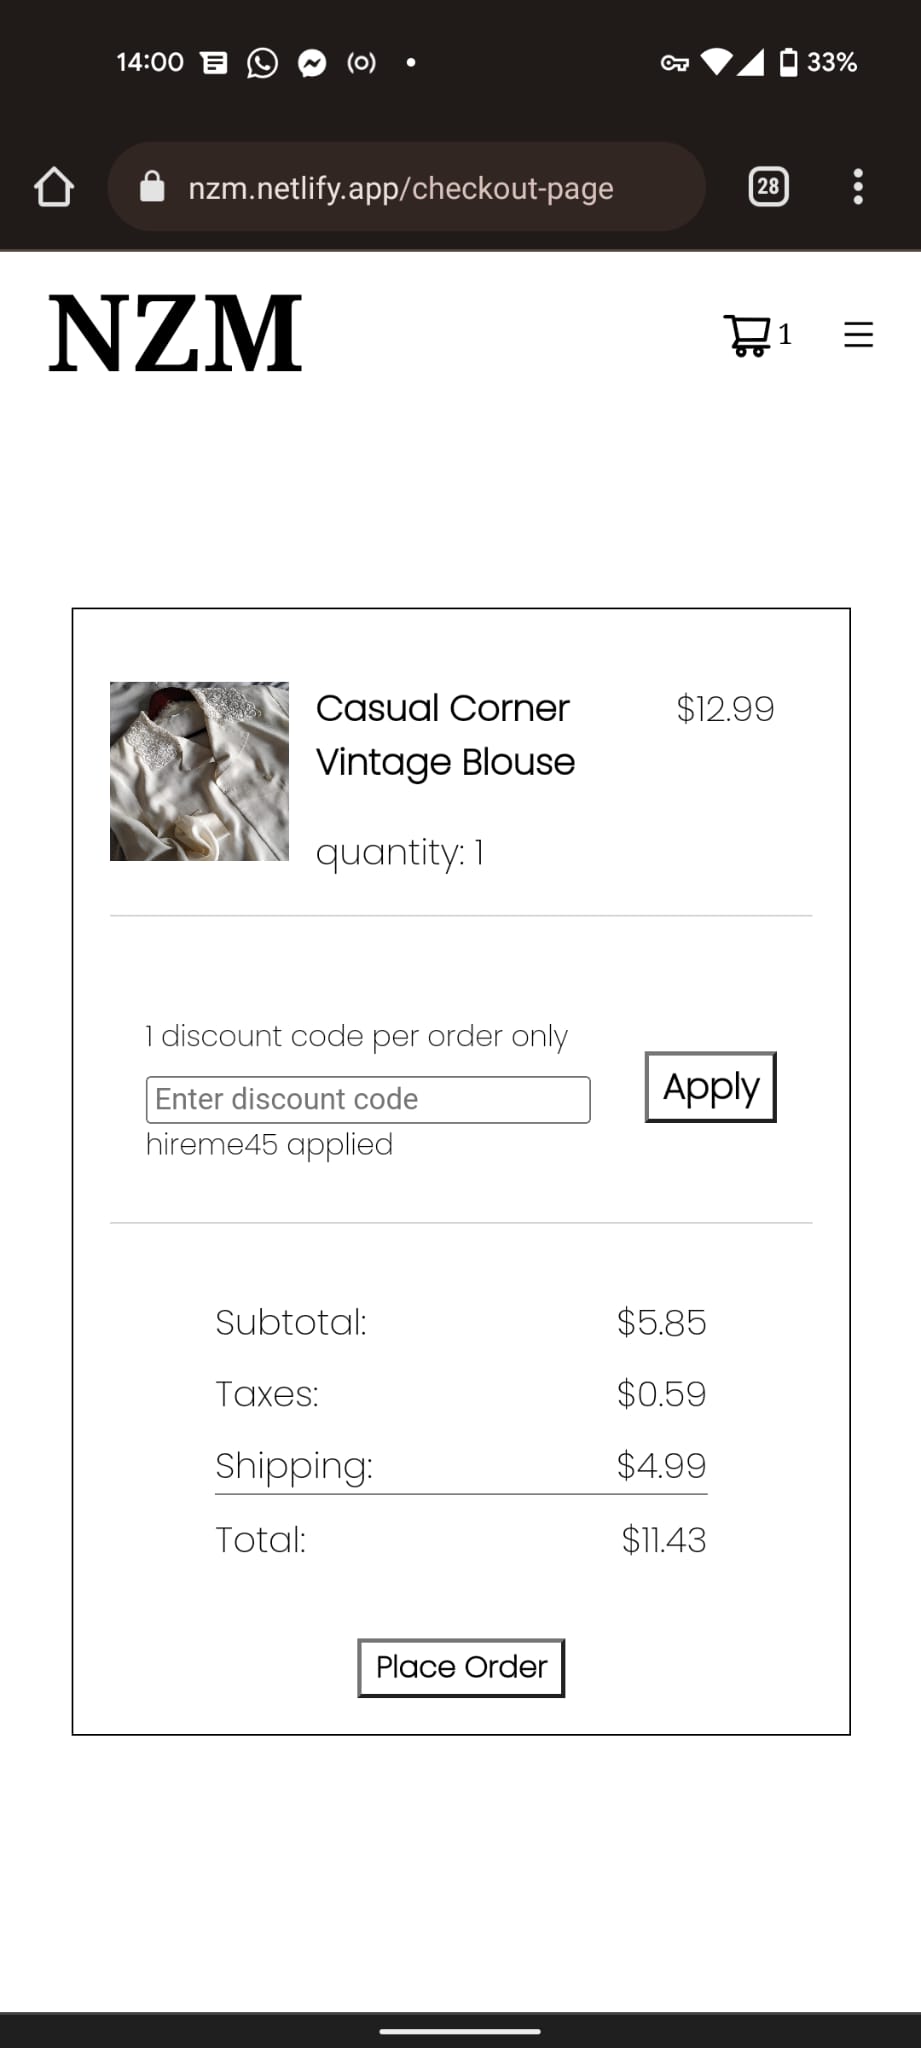 14:00
33%
nzm.netlify.app/checkout-page
28
NZM
1
Casual Corner
$12.99
Vintage Blouse
quantity: 1
1 discount code per order only
Enter discount code
Apply
hireme45 applied
Subtotal:
$5.85
Taxes:
$0.59
Shipping:
$4.99
Total:
$11.43
Place Order